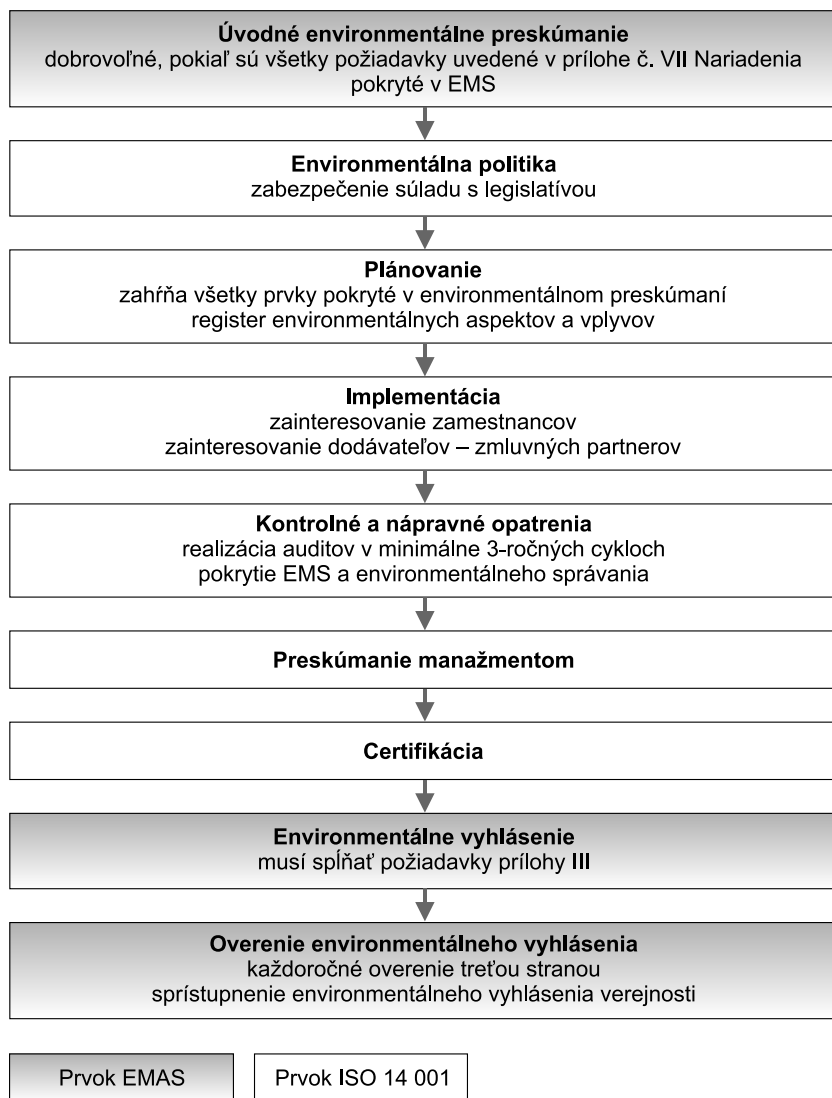 Úvodné environmentálne preskúmanie
dobrovoľné, pokiaľ sú všetky požiadavky uvedené v prílohe č. VII Nariadenia
pokryté v EMS
Environmentálna politika
zabezpečenie súladu s legislatívou
Plánovanie
zahŕňa všetky prvky pokryté v environmentálnom preskúmaní
register environmentálnych aspektov a vplyvov
Implementácia
zainteresovanie zamestnancov
zainteresovanie dodávateľov – zmluvných partnerov
Kontrolné a nápravné opatrenia
realizácia auditov v minimálne 3-ročných cykloch
pokrytie EMS a environmentálneho správania
Preskúmanie manažmentom
Certifikácia
Environmentálne vyhlásenie
musí spĺňať požiadavky prílohy III
Overenie environmentálneho vyhlásenia
každoročné overenie treťou stranou
sprístupnenie environmentálneho vyhlásenia verejnosti
Prvok EMAS
Prvok ISO 14 001